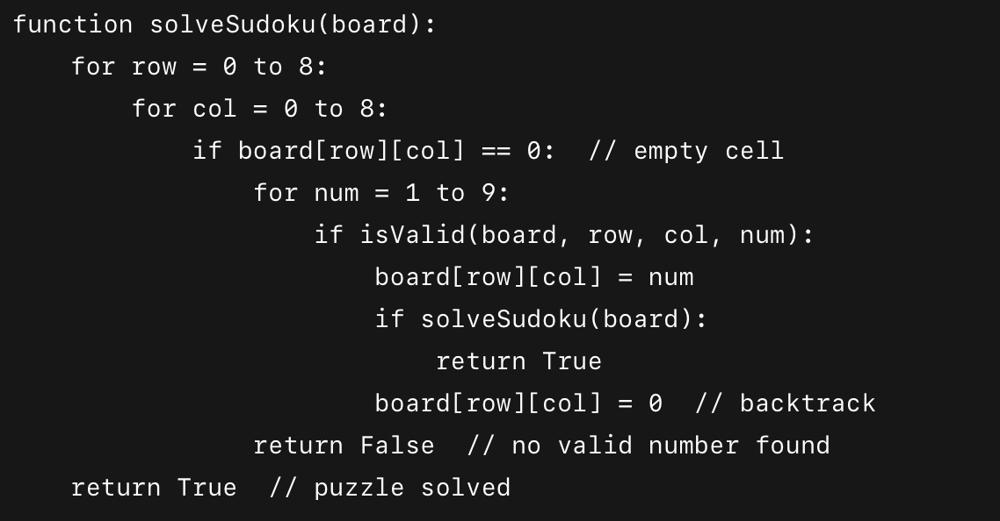 function solveSudoku(board):
    for row = 0 to 8:
        for col = 0 to 8:
            if board[row][col] == 0:  // empty cell
                for num = 1 to 9:
                    if isValid(board, row, col, num):
                        board[row][col] = num
                        if solveSudoku(board):
                            return True
                        board[row][col] = 0  // backtrack
                return False  // no valid number found
    return True  // puzzle solved